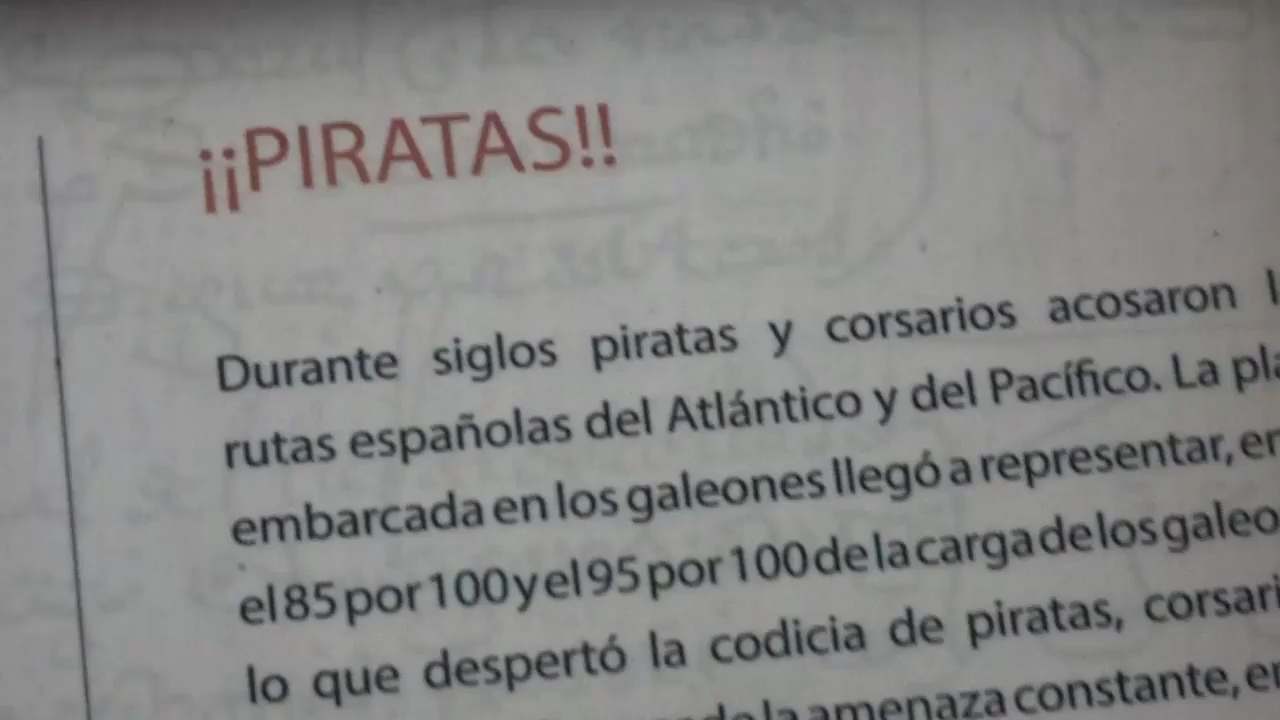 ¡¡PIRATAS!!
Durante siglos piratas y corsarios acosaron
rutas españolas del Atlántico y del Pacífico. La
embarcada en los galeones llegó a representar,
el 85 por 100 y el 95 por 100 de la carga de los
lo que despertó la codicia de piratas,
la amenaza constante,